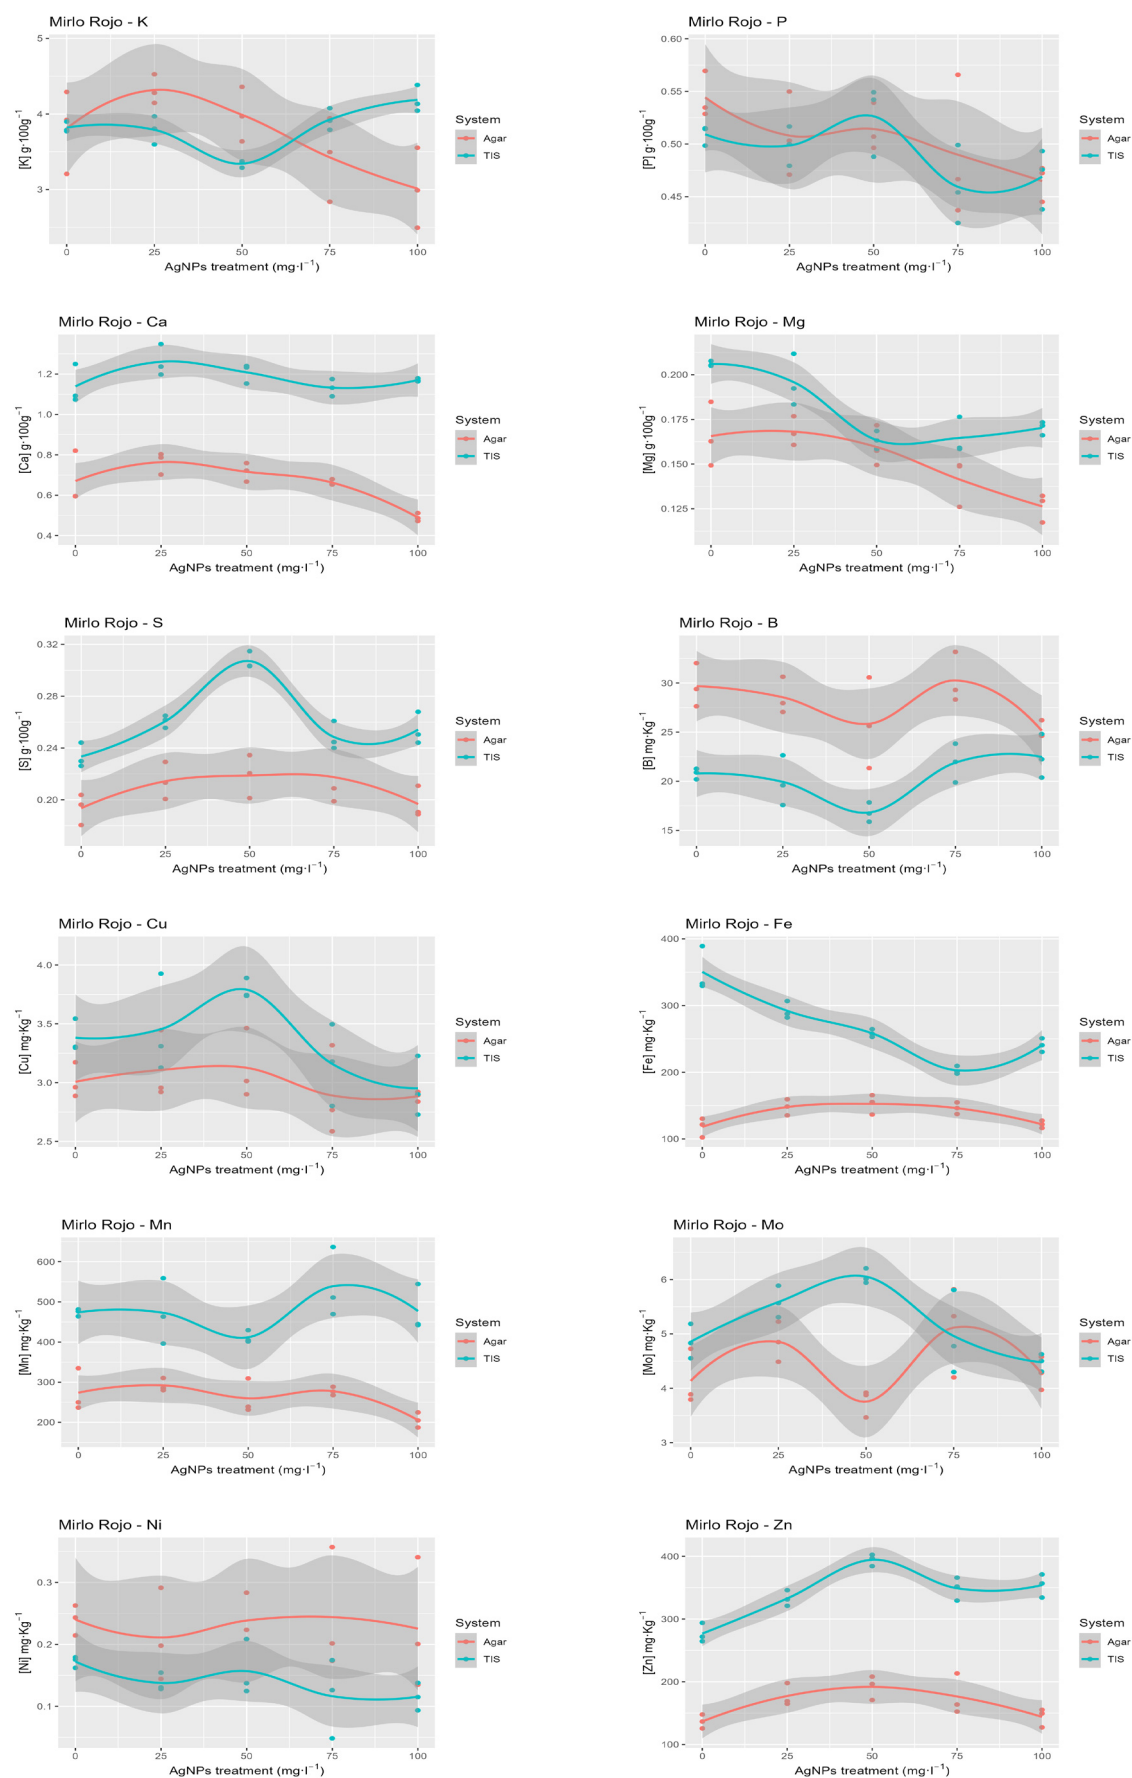 Mirlo Rojo - K
5
4
3
[K] g·100g⁻¹
0 25 50 75 100
AgNPs treatment (mg·l⁻¹)
System
Agar
TIS
Mirlo Rojo - P
0.60
0.55
0.50
0.45
[P] g·100g⁻¹
0 25 50 75 100
AgNPs treatment (mg·l⁻¹)
System
Agar
TIS
Mirlo Rojo - Ca
1.2
1.0
0.8
0.6
0.4
[Ca] g·100g⁻¹
0 25 50 75 100
AgNPs treatment (mg·l⁻¹)
System
Agar
TIS
Mirlo Rojo - Mg
0.200
0.175
0.150
0.125
[Mg] g·100g⁻¹
0 25 50 75 100
AgNPs treatment (mg·l⁻¹)
System
Agar
TIS
Mirlo Rojo - S
0.32
0.28
0.24
0.20
[S] g·100g⁻¹
0 25 50 75 100
AgNPs treatment (mg·l⁻¹)
System
Agar
TIS
Mirlo Rojo - B
30
25
20
15
[B] mg·Kg⁻¹
0 25 50 75 100
AgNPs treatment (mg·l⁻¹)
System
Agar
TIS
Mirlo Rojo - Cu
4.0
3.5
3.0
2.5
[Cu] mg·Kg⁻¹
0 25 50 75 100
AgNPs treatment (mg·l⁻¹)
System
Agar
TIS
Mirlo Rojo - Fe
400
300
200
100
[Fe] mg·Kg⁻¹
0 25 50 75 100
AgNPs treatment (mg·l⁻¹)
System
Agar
TIS
Mirlo Rojo - Mn
600
500
400
300
200
[Mn] mg·Kg⁻¹
0 25 50 75 100
AgNPs treatment (mg·l⁻¹)
System
Agar
TIS
Mirlo Rojo - Mo
6
5
4
3
[Mo] mg·Kg⁻¹
0 25 50 75 100
AgNPs treatment (mg·l⁻¹)
System
Agar
TIS
Mirlo Rojo - Ni
0.3
0.2
0.1
[Ni] mg·Kg⁻¹
0 25 50 75 100
AgNPs treatment (mg·l⁻¹)
System
Agar
TIS
Mirlo Rojo - Zn
400
300
200
100
[Zn] mg·Kg⁻¹
0 25 50 75 100
AgNPs treatment (mg·l⁻¹)
System
Agar
TIS